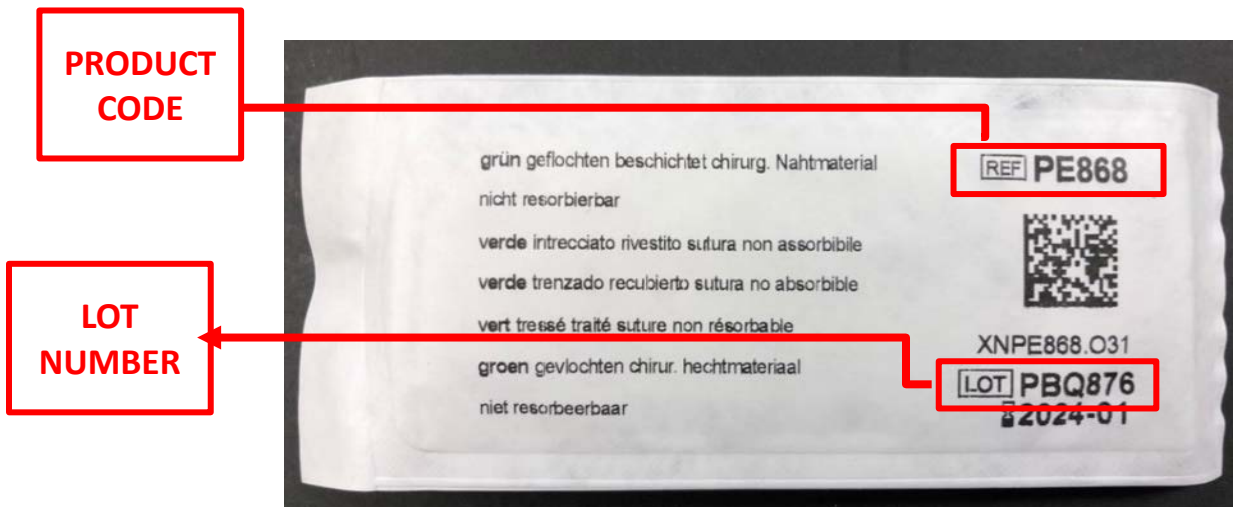 PRODUCT
CODE
grün geflochten beschichtet chirurg. Nahtmaterial
REF PE868
nicht resorbierbar
verde intrecciato rivestito sutura non assorbibile
verde trenzado recubierto sutura no absorbible
LOT
NUMBER
vert tressé traité suture non résorbable
XNPE868.O31
groen gevlochten chirur. hechtmateriaal
LOT PBQ876
niet resorbeerbaar
2024-01